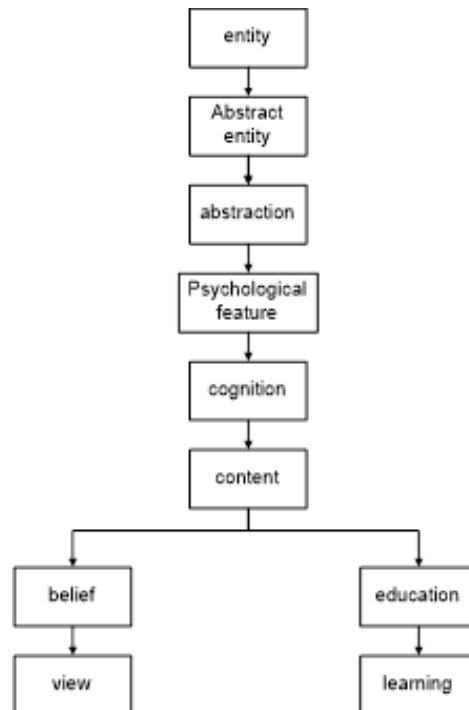 entity
Abstract
entity
abstraction
Psychological
feature
cognition
content
belief
education
view
learning